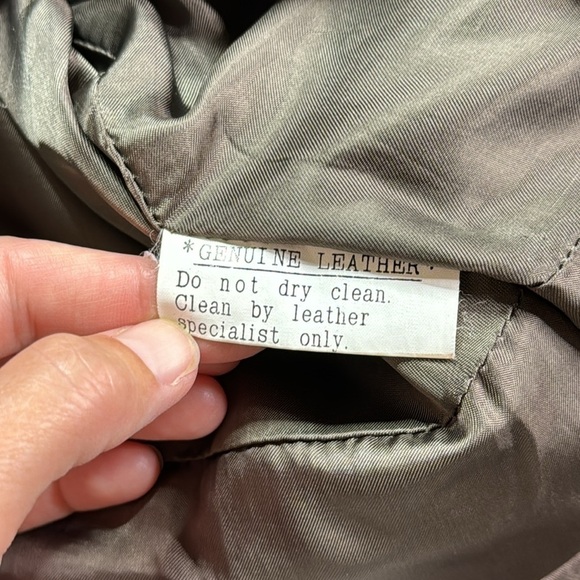 *GENUINE LEATHER*
Do not dry clean.
Clean by leather
specialist only.